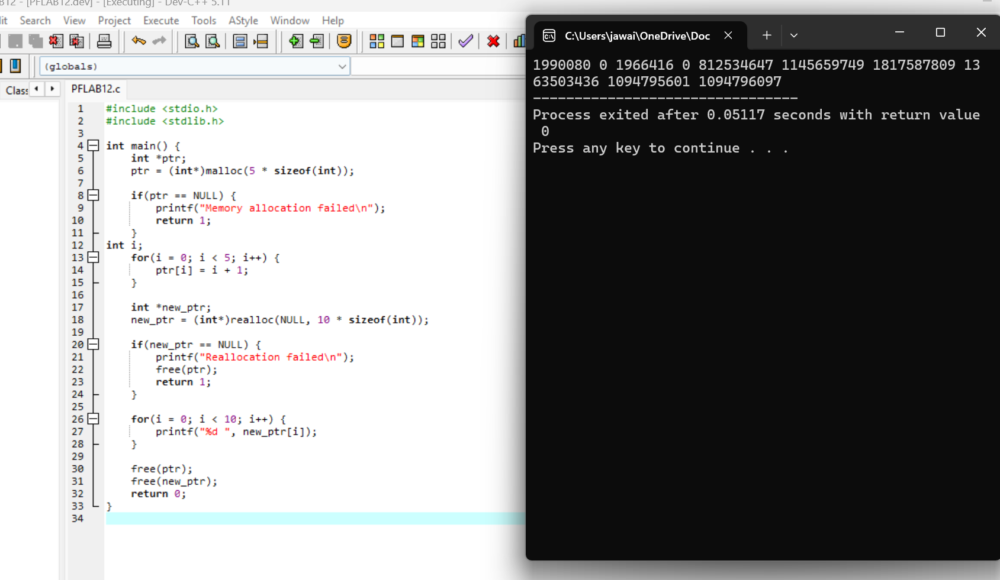 B12 - [PFLAB12.dev] - [Executing] - Dev-C++ 5.11
it Search View Project Execute Tools AStyle Window Help
(globals)
Class
PFLAB12.c
1 #include <stdio.h>
2 #include <stdlib.h>
3
4 int main() {
5     int *ptr;
6     ptr = (int*)malloc(5 * sizeof(int));
7
8     if(ptr == NULL) {
9         printf("Memory allocation failed\n");
10         return 1;
11     }
12 int i;
13     for(i = 0; i < 5; i++) {
14         ptr[i] = i + 1;
15     }
16
17     int *new_ptr;
18     new_ptr = (int*)realloc(NULL, 10 * sizeof(int));
19
20     if(new_ptr == NULL) {
21         printf("Reallocation failed\n");
22         free(ptr);
23         return 1;
24     }
25
26     for(i = 0; i < 10; i++) {
27         printf("%d ", new_ptr[i]);
28     }
29
30     free(ptr);
31     free(new_ptr);
32     return 0;
33 }
34
C:\Users\jawai\OneDrive\Doc
1990080 0 1966416 0 812534647 1145659749 1817587809 13
63503436 1094795601 1094796097
--------------------------------
Process exited after 0.05117 seconds with return value
0
Press any key to continue . . .